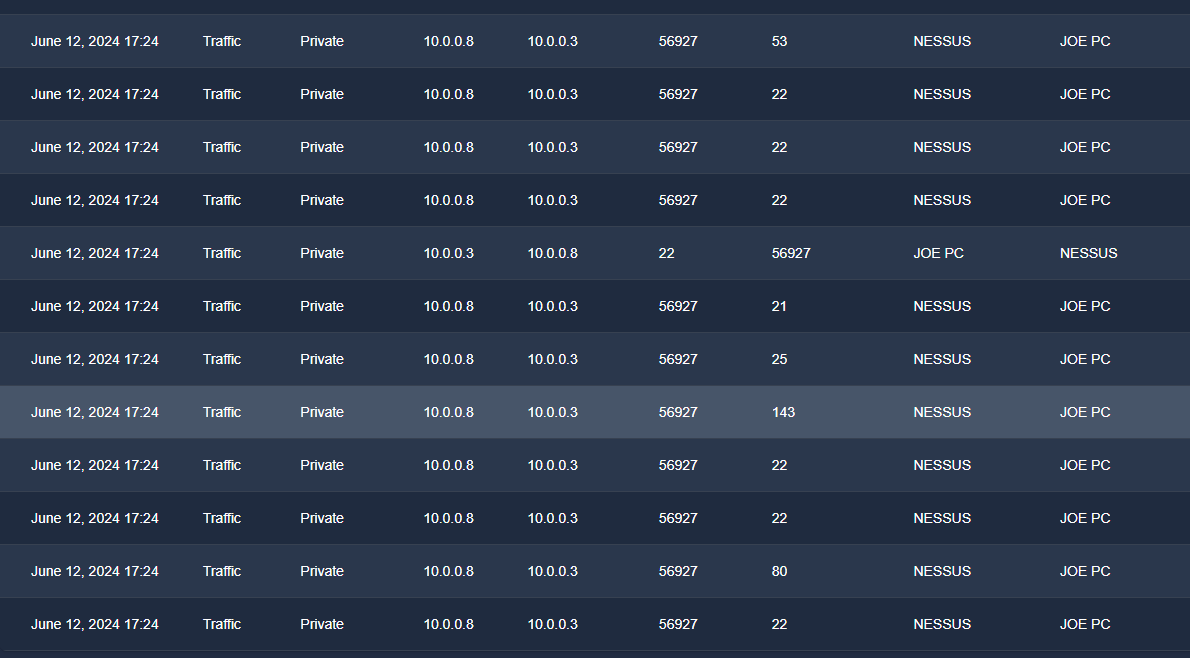 June 12, 2024 17:24 Traffic Private 10.0.0.8 10.0.0.3 56927 53 NESSUS JOE PC
June 12, 2024 17:24 Traffic Private 10.0.0.8 10.0.0.3 56927 22 NESSUS JOE PC
June 12, 2024 17:24 Traffic Private 10.0.0.8 10.0.0.3 56927 22 NESSUS JOE PC
June 12, 2024 17:24 Traffic Private 10.0.0.8 10.0.0.3 56927 22 NESSUS JOE PC
June 12, 2024 17:24 Traffic Private 10.0.0.3 10.0.0.8 22 56927 JOE PC NESSUS
June 12, 2024 17:24 Traffic Private 10.0.0.8 10.0.0.3 56927 21 NESSUS JOE PC
June 12, 2024 17:24 Traffic Private 10.0.0.8 10.0.0.3 56927 25 NESSUS JOE PC
June 12, 2024 17:24 Traffic Private 10.0.0.8 10.0.0.3 56927 143 NESSUS JOE PC
June 12, 2024 17:24 Traffic Private 10.0.0.8 10.0.0.3 56927 22 NESSUS JOE PC
June 12, 2024 17:24 Traffic Private 10.0.0.8 10.0.0.3 56927 22 NESSUS JOE PC
June 12, 2024 17:24 Traffic Private 10.0.0.8 10.0.0.3 56927 80 NESSUS JOE PC
June 12, 2024 17:24 Traffic Private 10.0.0.8 10.0.0.3 56927 22 NESSUS JOE PC